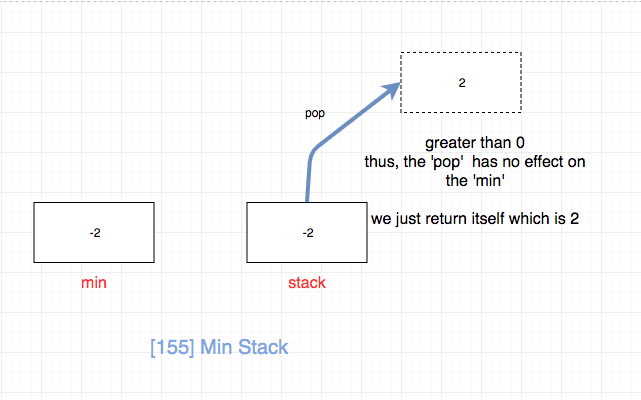 2
pop
greater than 0
thus, the 'pop'  has no effect on
the 'min'
we just return itself which is 2
-2
-2
min
stack
[155] Min Stack